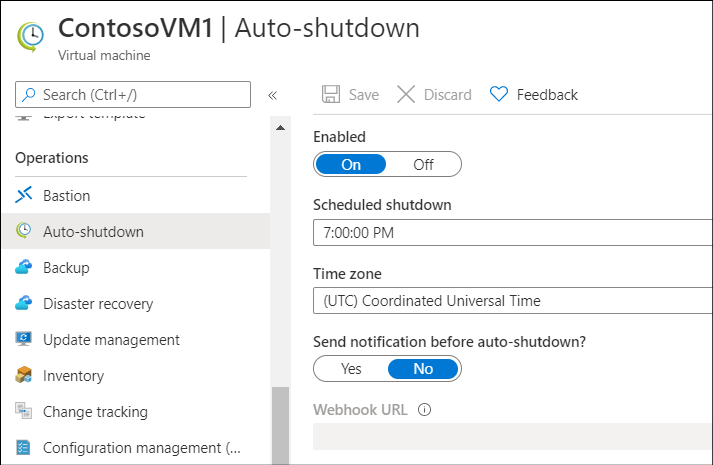 ContosoVM1 | Auto-shutdown
Virtual machine
Search (Ctrl+/)
«
Save
Discard
Feedback
Export template
Operations
Bastion
Auto-shutdown
Backup
Disaster recovery
Update management
Inventory
Change tracking
Configuration management (...
Enabled
On
Off
Scheduled shutdown
7:00:00 PM
Time zone
(UTC) Coordinated Universal Time
Send notification before auto-shutdown?
Yes
No
Webhook URL